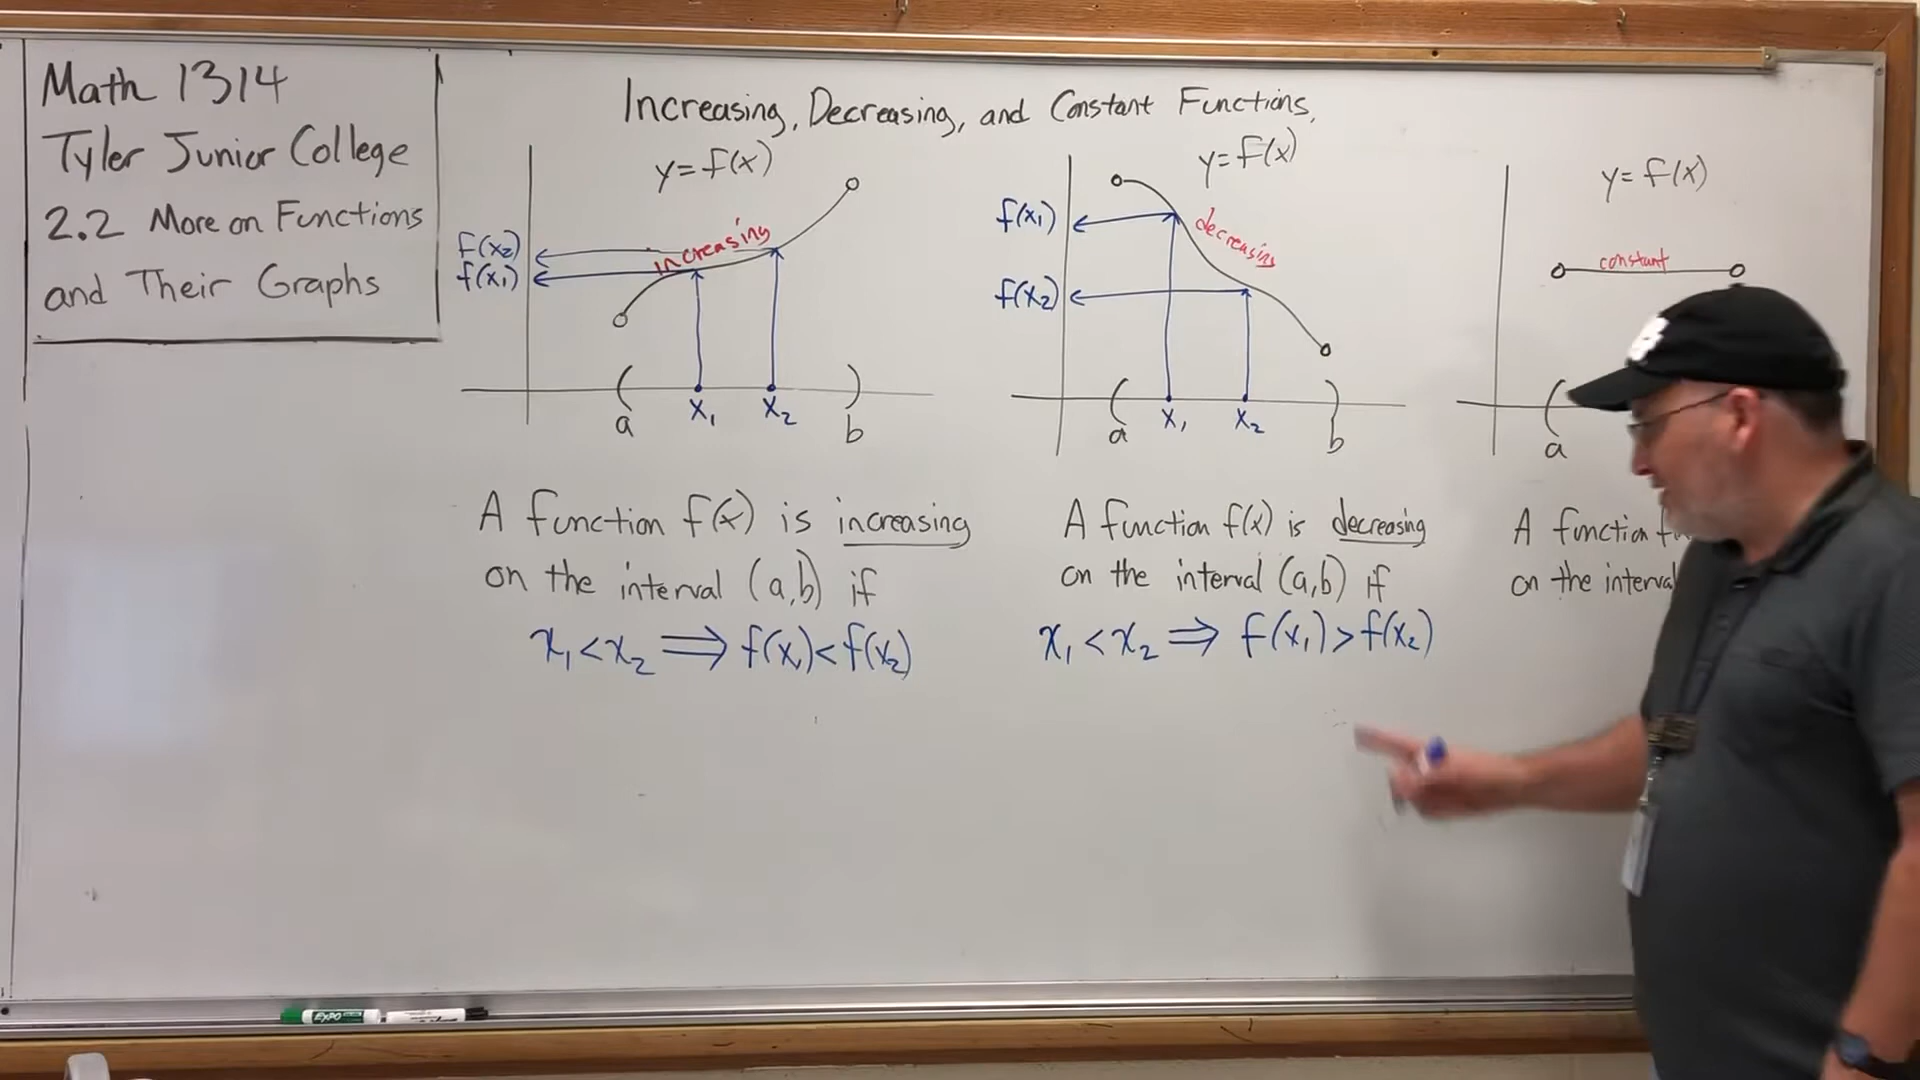 Math 1314
Tyler Junior College
2.2 More on Functions
and Their Graphs
Increasing, Decreasing, and Constant Functions
y = f(x)
increasing
f(x₂)
f(x₁)
a
x₁
x₂
b
A function f(x) is increasing
on the interval (a,b) if
x₁ < x₂ ⟹ f(x₁) < f(x₂)
y = f(x)
decreasing
f(x₁)
f(x₂)
a
x₁
x₂
b
A function f(x) is decreasing
on the interval (a,b) if
x₁ < x₂ ⟹ f(x₁) > f(x₂)
y = f(x)
constant
a
A function
on the interval
EXPO